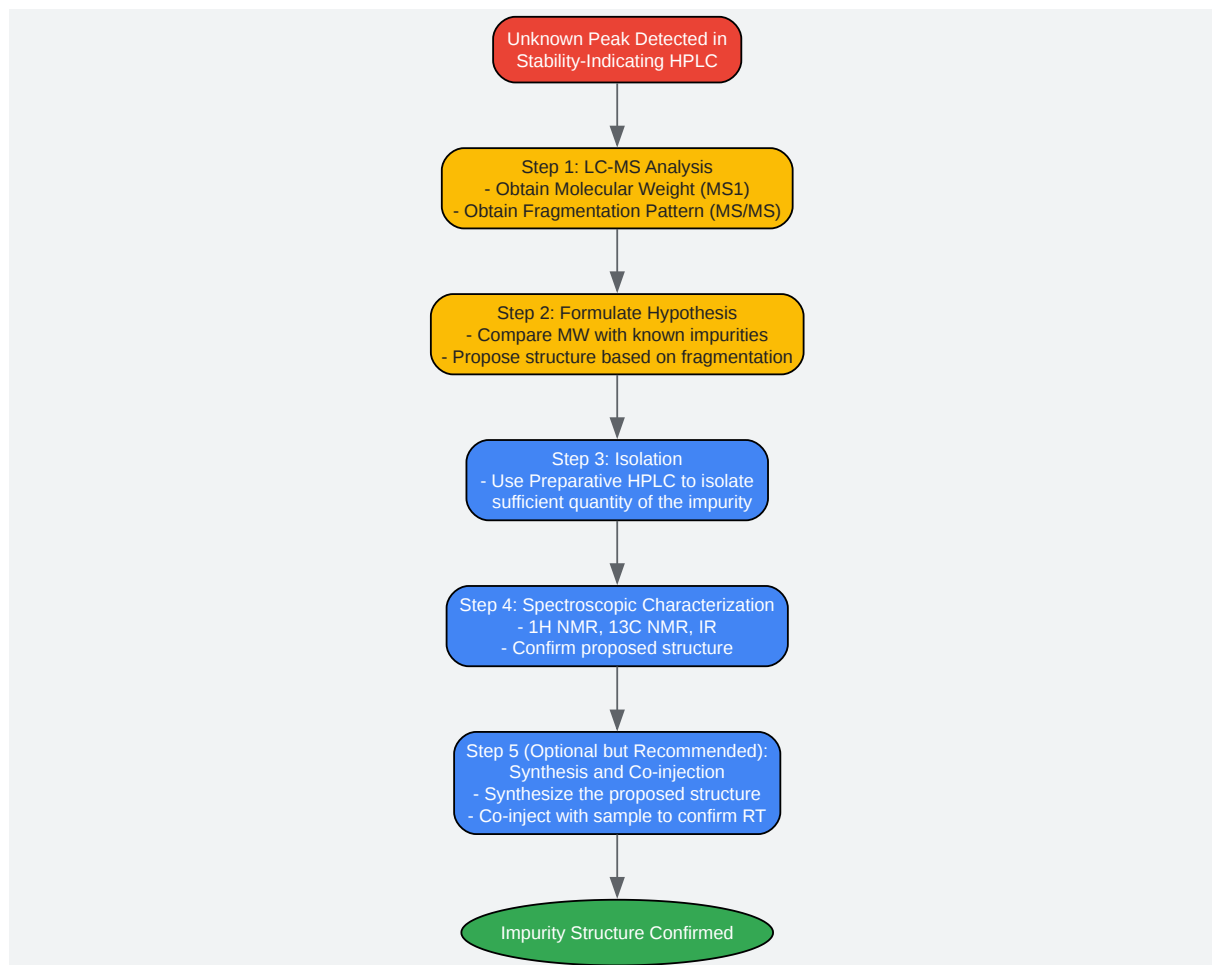 Unknown Peak Detected in
Stability-Indicating HPLC
Step 1: LC-MS Analysis
- Obtain Molecular Weight (MS1)
- Obtain Fragmentation Pattern (MS/MS)
Step 2: Formulate Hypothesis
- Compare MW with known impurities
- Propose structure based on fragmentation
Step 3: Isolation
- Use Preparative HPLC to isolate
sufficient quantity of the impurity
Step 4: Spectroscopic Characterization
- 1H NMR, 13C NMR, IR
- Confirm proposed structure
Step 5 (Optional but Recommended):
Synthesis and Co-injection
- Synthesize the proposed structure
- Co-inject with sample to confirm RT
Impurity Structure Confirmed